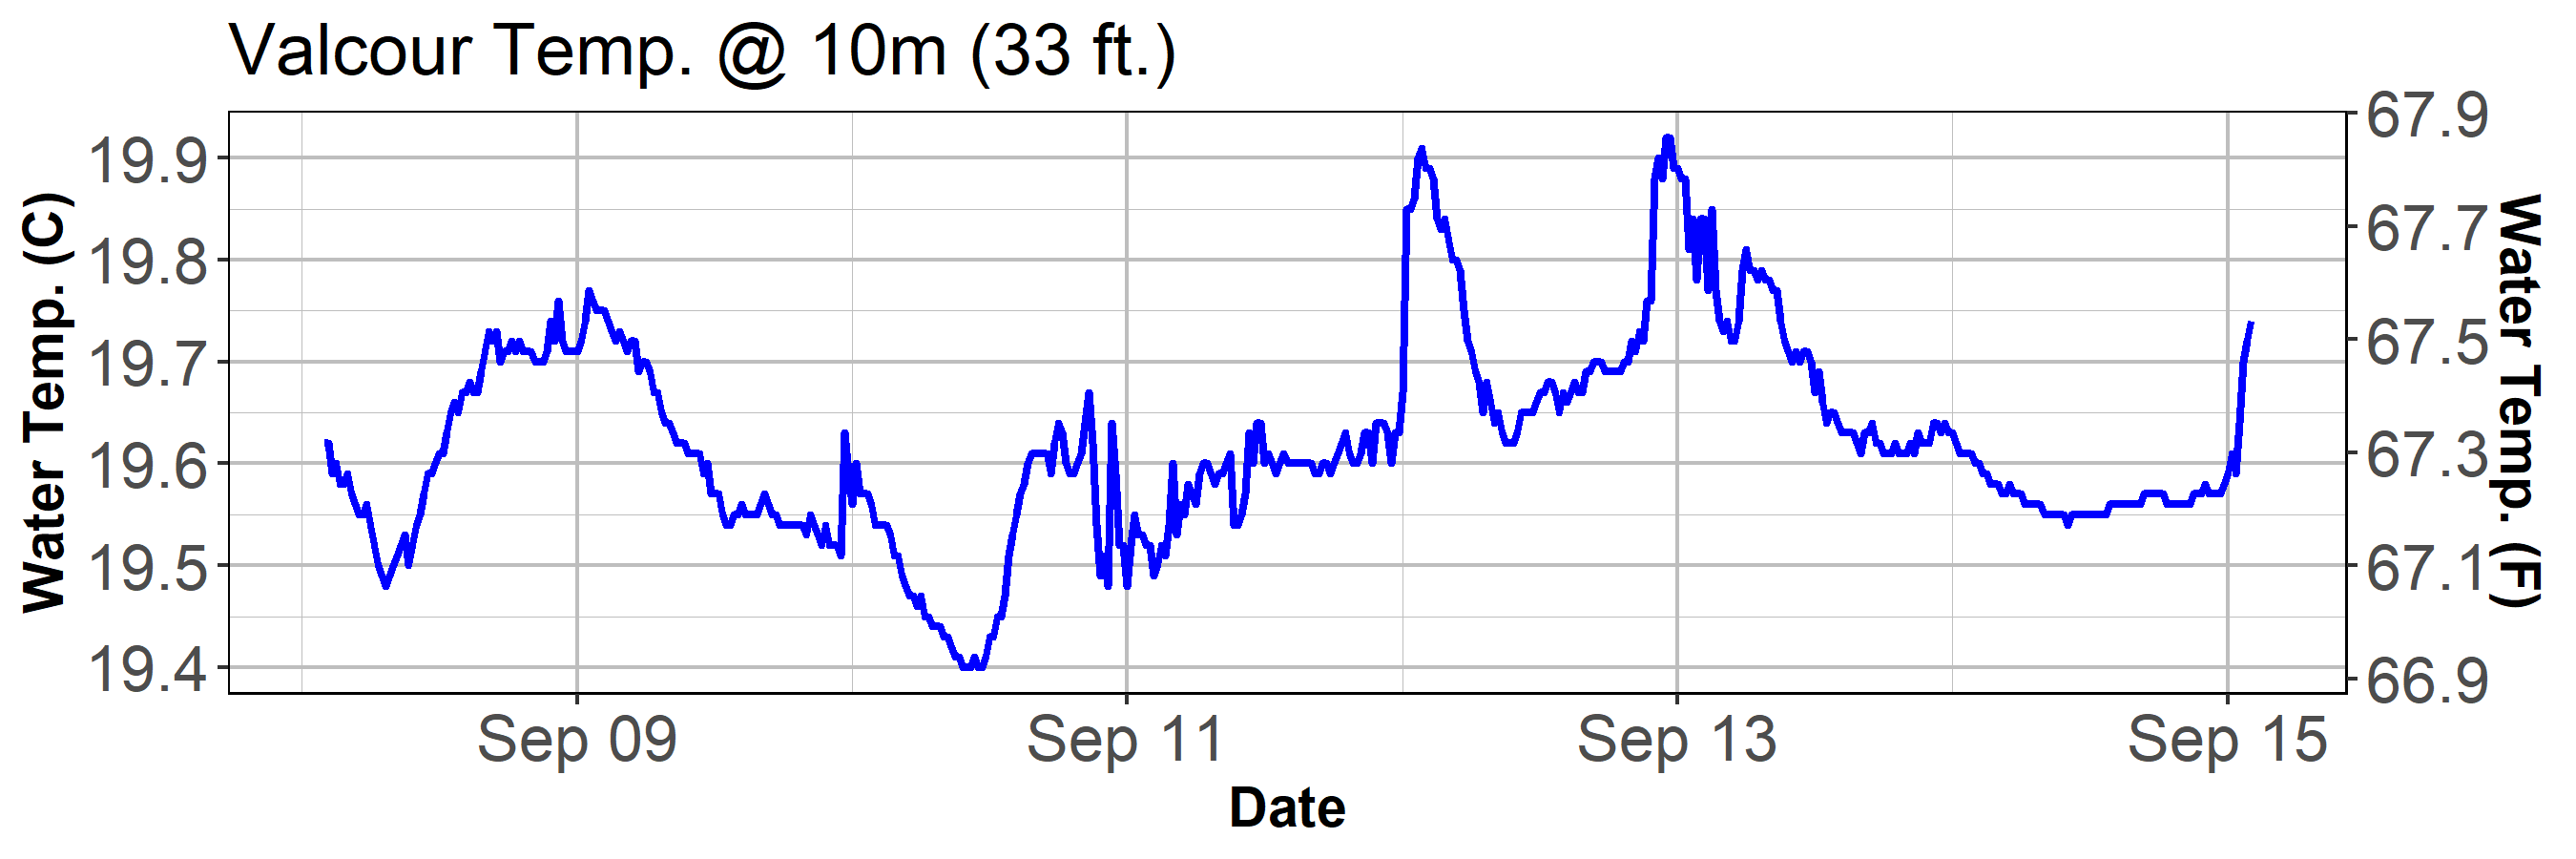 Valcour Temp. @ 10m (33 ft.)
Water Temp. (C)
19.9
19.8
19.7
19.6
19.5
19.4
67.9
67.7
67.5
67.3
67.1
66.9
Water Temp. (F)
Sep 09 Sep 11 Sep 13 Sep 15
Date